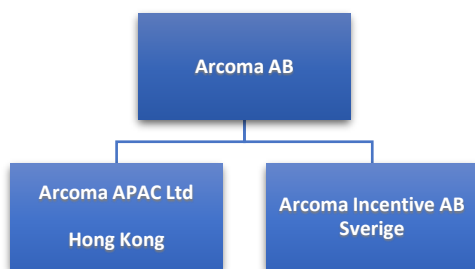 Arcoma AB
Arcoma APAC Ltd
Hong Kong
Arcoma Incentive AB
Sverige